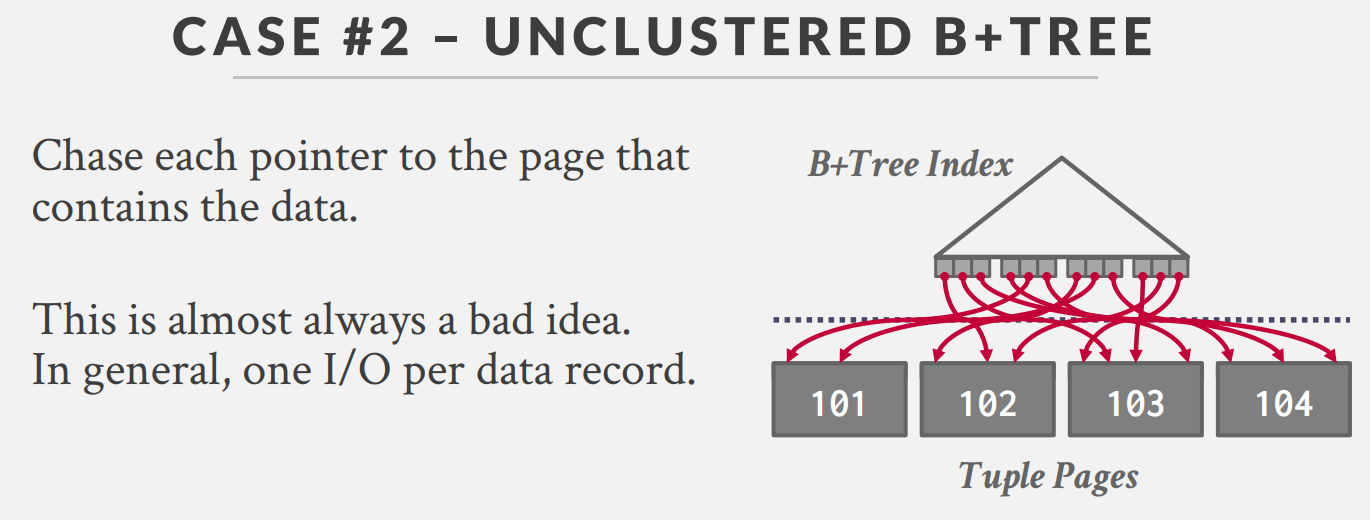 CASE #2 – UNCLUSTERED B+TREE
Chase each pointer to the page that
contains the data.
This is almost always a bad idea.
In general, one I/O per data record.
B+Tree Index
101 102 103 104
Tuple Pages